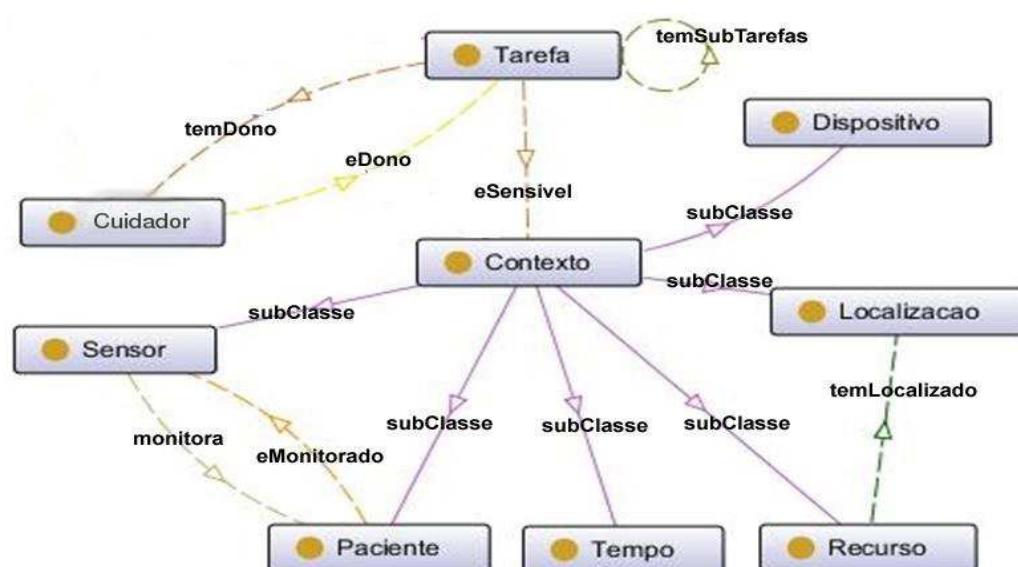 temSubTarefas
Tarefa
Dispositivo
temDono
eDono
eSensivel
subClasse
Cuidador
Contexto
subClasse
Localizacao
subClasse
Sensor
temLocalizado
subClasse
subClasse
subClasse
monitora
eMonitorado
Paciente
Tempo
Recurso